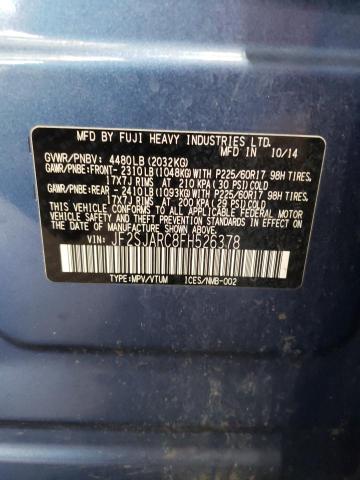 MFD BY FUJI HEAVY INDUSTRIES LTD.
10/14
GVWR/PNBV: 4480LB (2032KG)
GAWR/PNBE:FRONT- 2310LB (1048KG) WITH P225/60R17 98H TIRES,
17X7J RIMS AT 210 KPA (30 PSI) COLD
GAWR/PNBE:REAR - 2410LB (1093KG) WITH P225/60R17 98H TIRES,
17X7J RIMS AT 200 KPA (29 PSI) COLD
THIS VEHICLE CONFORMS TO ALL APPLICABLE
FEDERAL MOTOR VEHICLE SAFETY, BUMPER, AND THEFT
PREVENTION STANDARDS IN EFFECT ON THE DATE OF
MANUFACTURE SHOWN ABOVE.
VIN: JF2SJARC8FH526378
TYPE:MPV/VTUM ICES/NMB-002